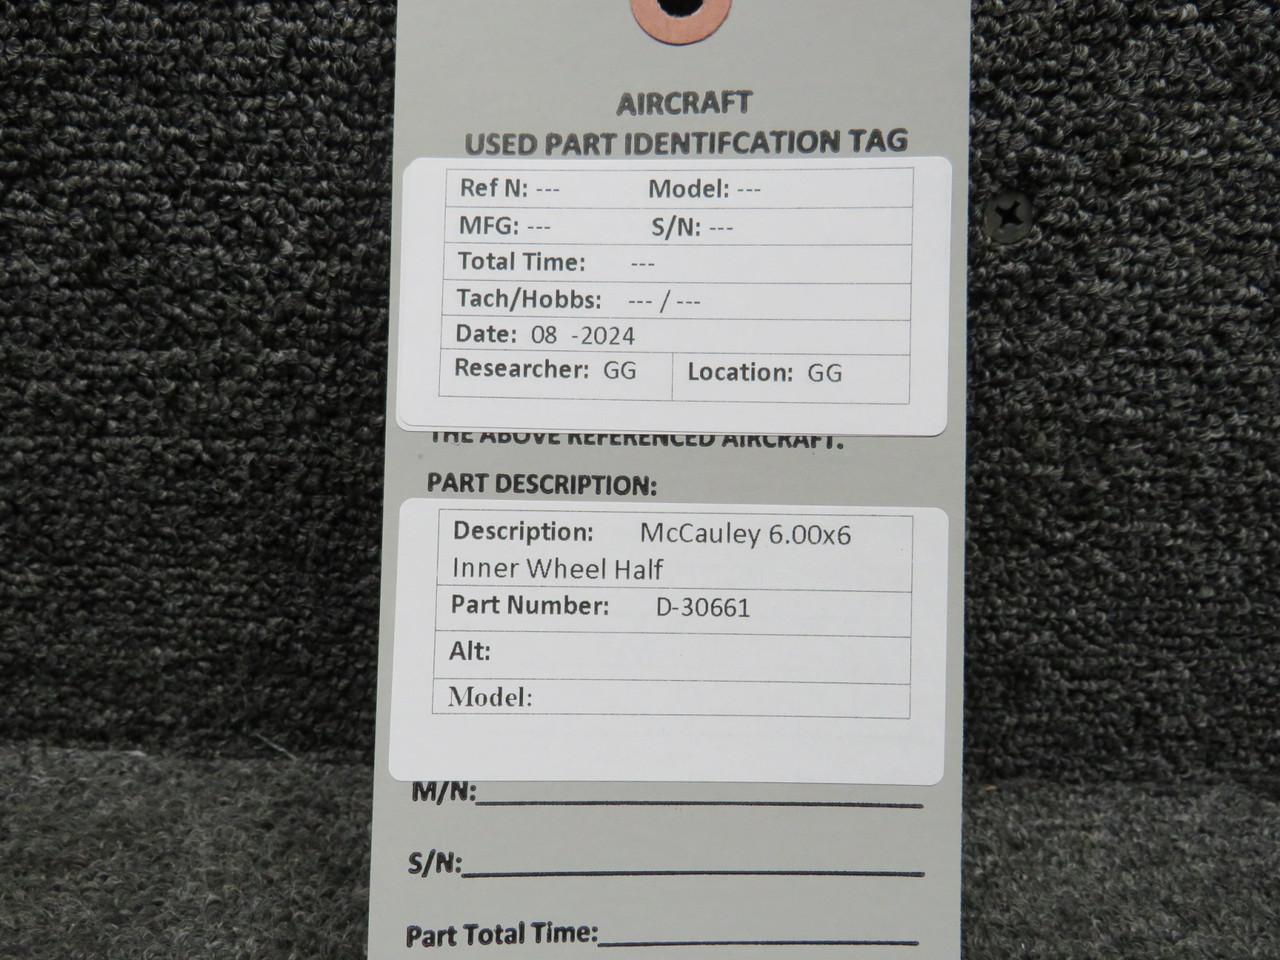 AIRCRAFT
USED PART IDENTIFCATION TAG
Ref N: --- Model: ---
MFG: --- S/N: ---
Total Time: ---
Tach/Hobbs: --- / ---
Date: 08 -2024
Researcher: GG Location: GG
THE ABOVE REFERENCED AIRCRAFT.
PART DESCRIPTION:
Description: McCauley 6.00x6
Inner Wheel Half
Part Number: D-30661
Alt:
Model:
M/N:
S/N:
Part Total Time: